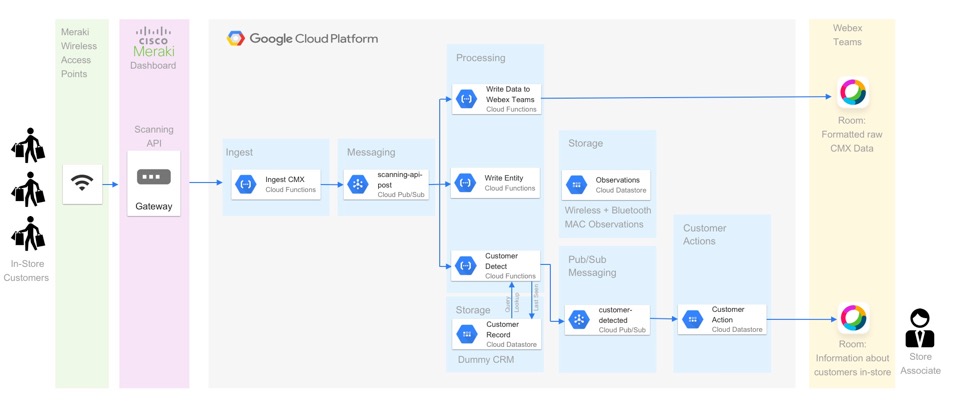 Meraki
Wireless
Access
Points
CISCO
Meraki
Dashboard
Google Cloud Platform
Webex
Teams
Processing
Write Data to
Webex Teams
Cloud Functions
Room:
Formatted raw
CMX Data
Scanning
API
Gateway
Ingest
Ingest CMX
Cloud Functions
Messaging
scanning-api-
post
Cloud Pub/Sub
Write Entity
Cloud Functions
Storage
Observations
Cloud Datastore
Wireless + Bluetooth
MAC Observations
In-Store
Customers
Customer
Detect
Cloud Functions
Query
Lookup
Last Seen
Storage
Customer
Record
Cloud Datastore
Dummy CRM
Pub/Sub
Messaging
customer-
detected
Cloud Pub/Sub
Customer
Actions
Customer
Action
Cloud Datastore
Room:
Information about
customers in-store
Store
Associate